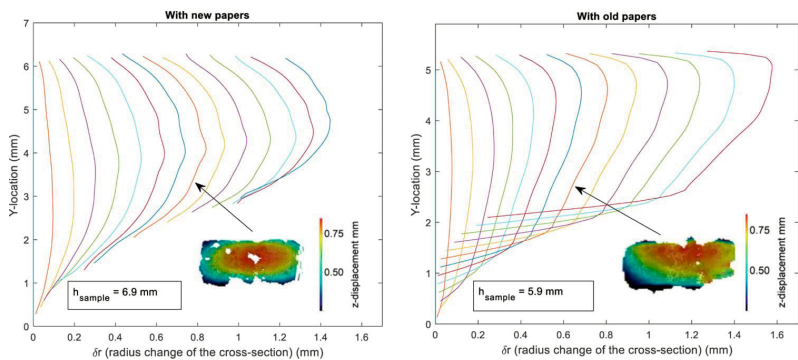 With new papers
7
6
5
4
3
2
1
0
Y-location (mm)
0.75
0.50
z-displacement mm
h_sample = 6.9 mm
0 0.2 0.4 0.6 0.8 1 1.2 1.4 1.6
δr (radius change of the cross-section) (mm)
With old papers
5
4
3
2
1
0
Y-location (mm)
0.75
0.50
z-displacement mm
h_sample = 5.9 mm
0 0.2 0.4 0.6 0.8 1 1.2 1.4 1.6
δr (radius change of the cross-section) (mm)